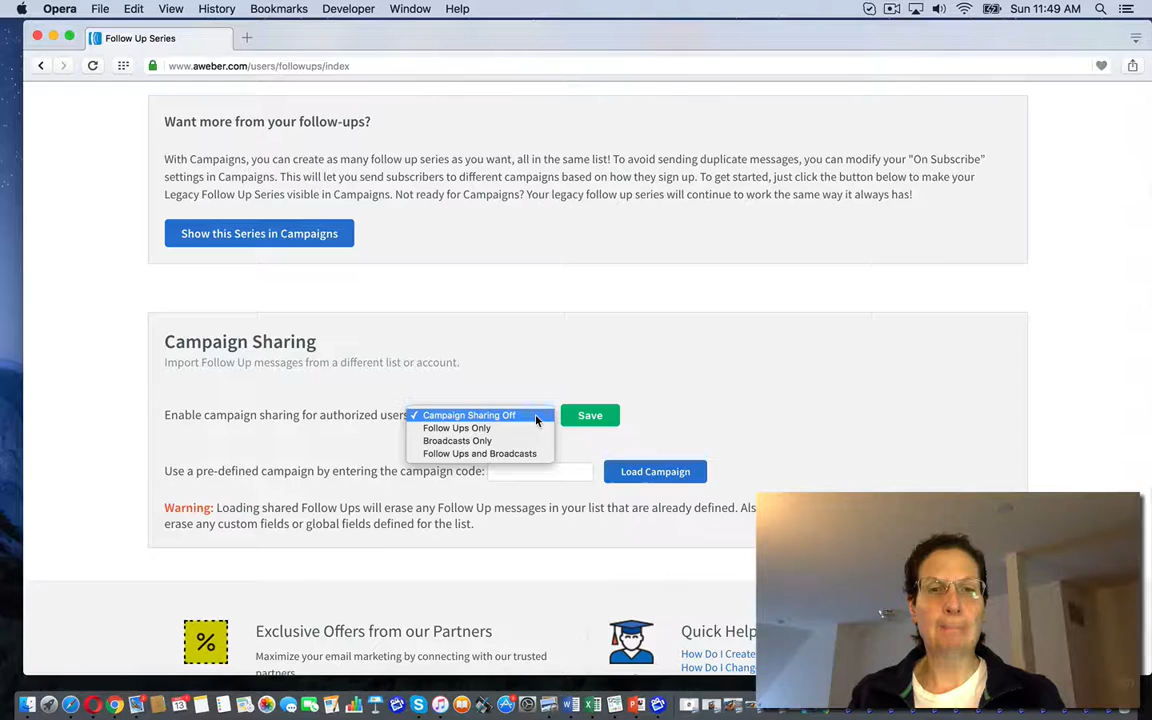 Opera File Edit View History Bookmarks Developer Window Help Sun 11:49 AM
Follow Up Series
www.aweber.com/users/followups/index
Want more from your follow-ups?
With Campaigns, you can create as many follow up series as you want, all in the same list! To avoid sending duplicate messages, you can modify your "On Subscribe"
settings in Campaigns. This will let you send subscribers to different campaigns based on how they sign up. To get started, just click the button below to make your
Legacy Follow Up Series visible in Campaigns. Not ready for Campaigns? Your legacy follow up series will continue to work the same way it always has!
Show this Series in Campaigns
Campaign Sharing
Import Follow Up messages from a different list or account.
Enable campaign sharing for authorized users ✓ Campaign Sharing Off Save
Follow Ups Only
Broadcasts Only
Follow Ups and Broadcasts
Use a pre-defined campaign by entering the campaign code: Load Campaign
Warning: Loading shared Follow Ups will erase any Follow Up messages in your list that are already defined. Als
erase any custom fields or global fields defined for the list.
% Exclusive Offers from our Partners Quick Help
Maximize your email marketing by connecting with our trusted How Do I Create
partners. How Do I Chang